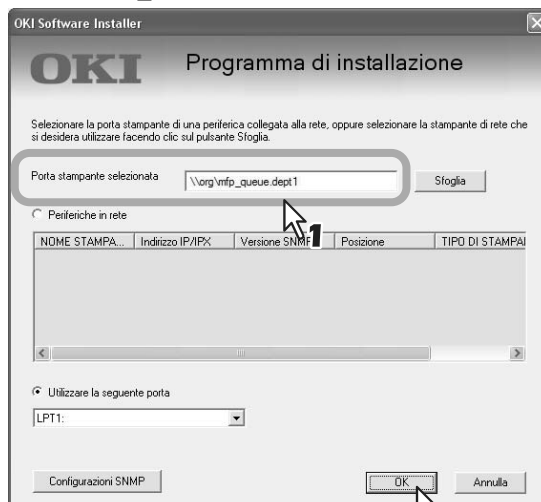 OKI Software Installer
OKI
Programma di installazione
Selezionare la porta stampante di una periferica collegata alla rete, oppure selezionare la stampante di rete che
si desidera utilizzare facendo clic sul pulsante Sfoglia.
Porta stampante selezionata
\\org\mfp_queue.dept1
Sfoglia
1
Periferiche in rete
NOME STAMPA... Indirizzo IP/IPX Versione SNMP Posizione TIPO DI STAMPA
Utilizzare la seguente porta
LPT1:
Configurazioni SNMP
OK
Annulla